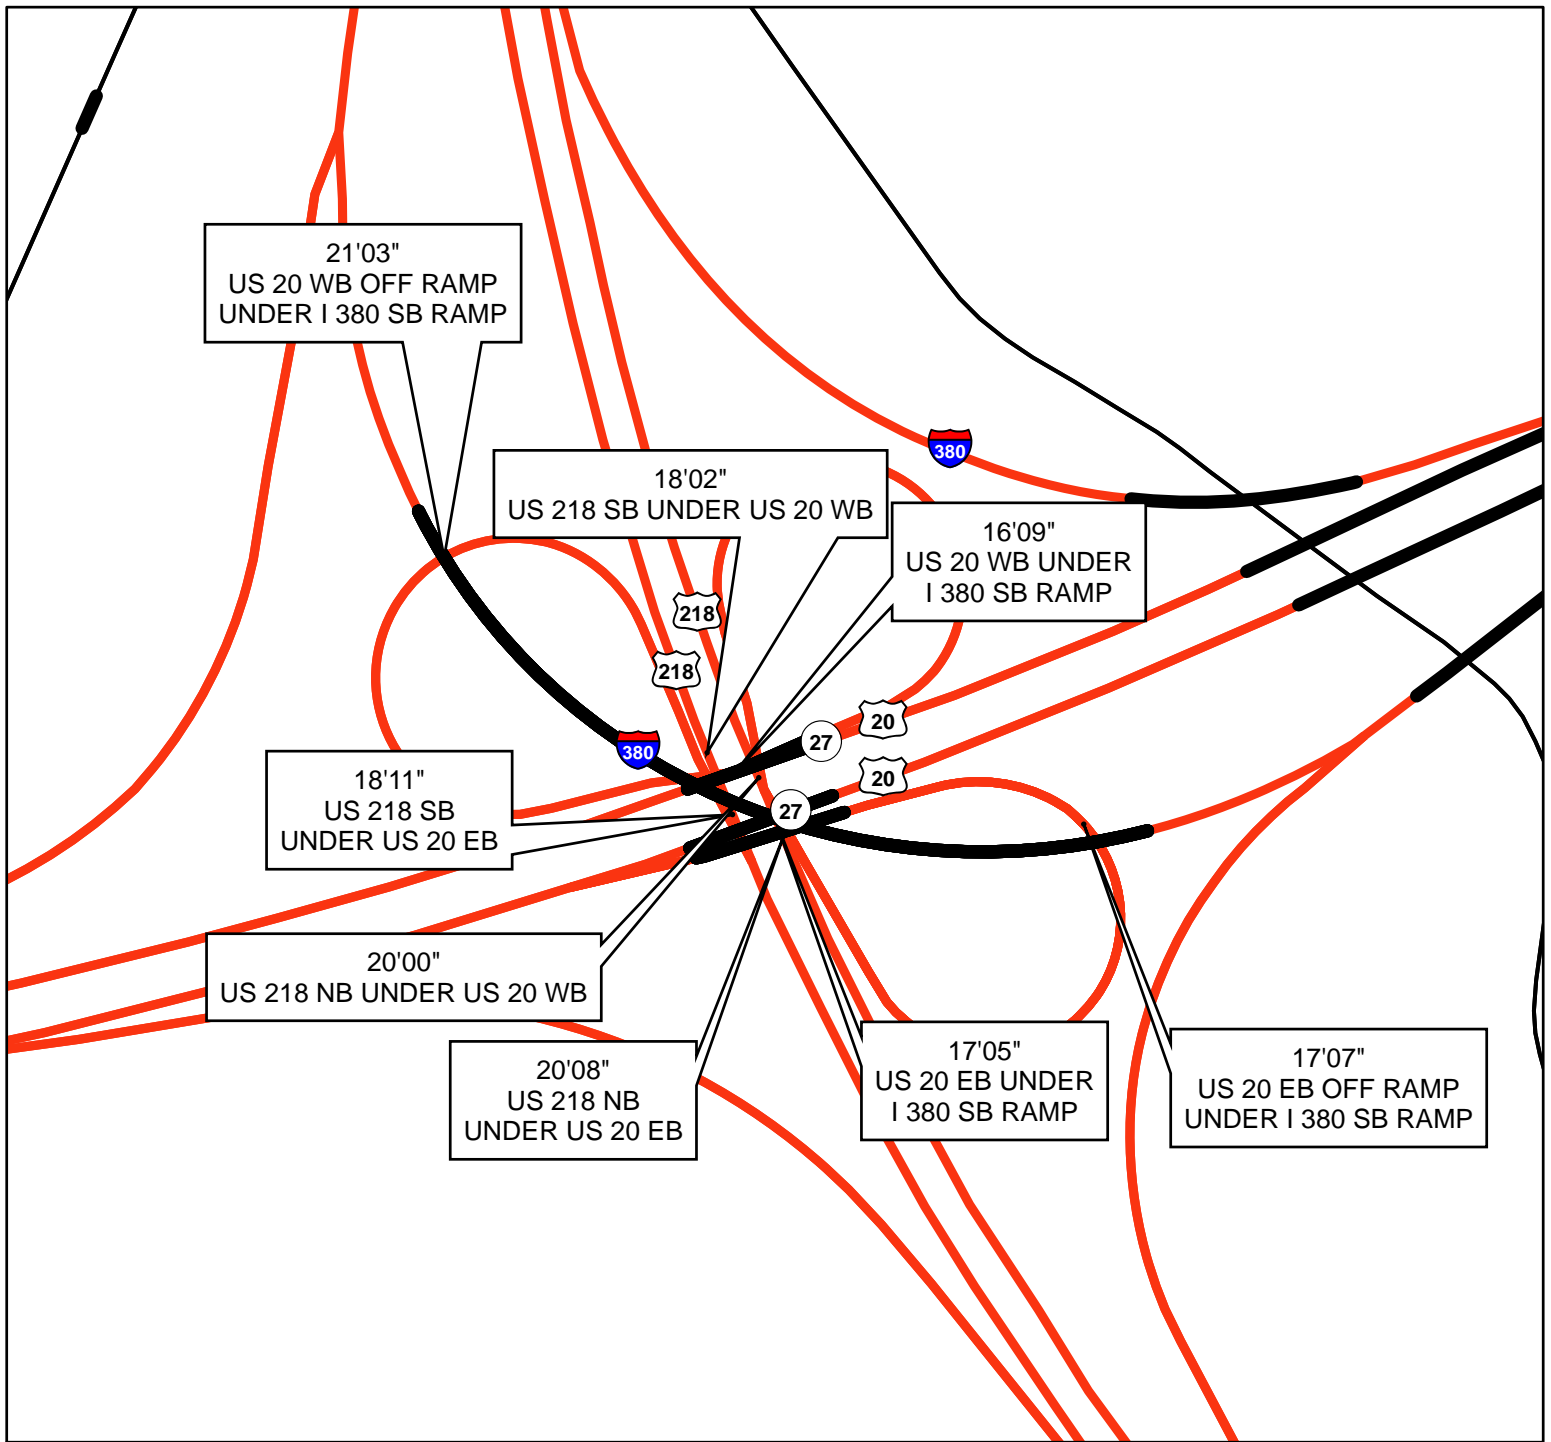 21'03"
US 20 WB OFF RAMP
UNDER I 380 SB RAMP
380
18'02"
US 218 SB UNDER US 20 WB
16'09"
US 20 WB UNDER
I 380 SB RAMP
218
218
20
27
380
20
27
18'11"
US 218 SB
UNDER US 20 EB
20'00"
US 218 NB UNDER US 20 WB
20'08"
US 218 NB
UNDER US 20 EB
17'05"
US 20 EB UNDER
I 380 SB RAMP
17'07"
US 20 EB OFF RAMP
UNDER I 380 SB RAMP